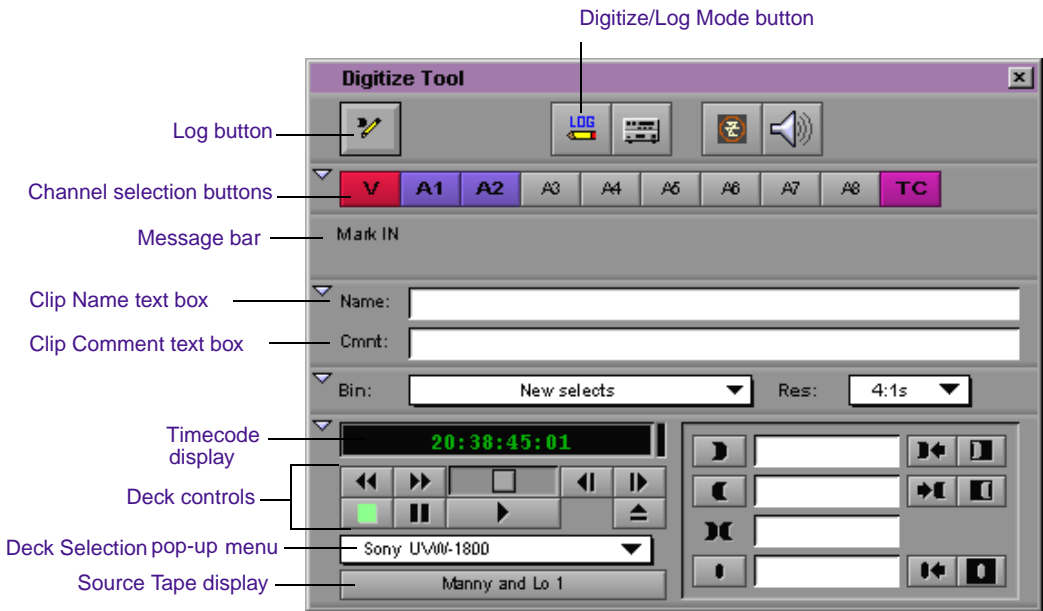 Digitize/Log Mode button
Digitize Tool
Log button
LOG
Channel selection buttons
V A1 A2 A3 A4 A5 A6 A7 A8 TC
Message bar
Mark IN
Clip Name text box
Name:
Clip Comment text box
Cmnt:
Bin: New selects Res: 4:1s
Timecode
display
20:38:45:01
Deck controls
Deck Selection pop-up menu
Sony UVW-1800
Source Tape display
Manny and Lo 1